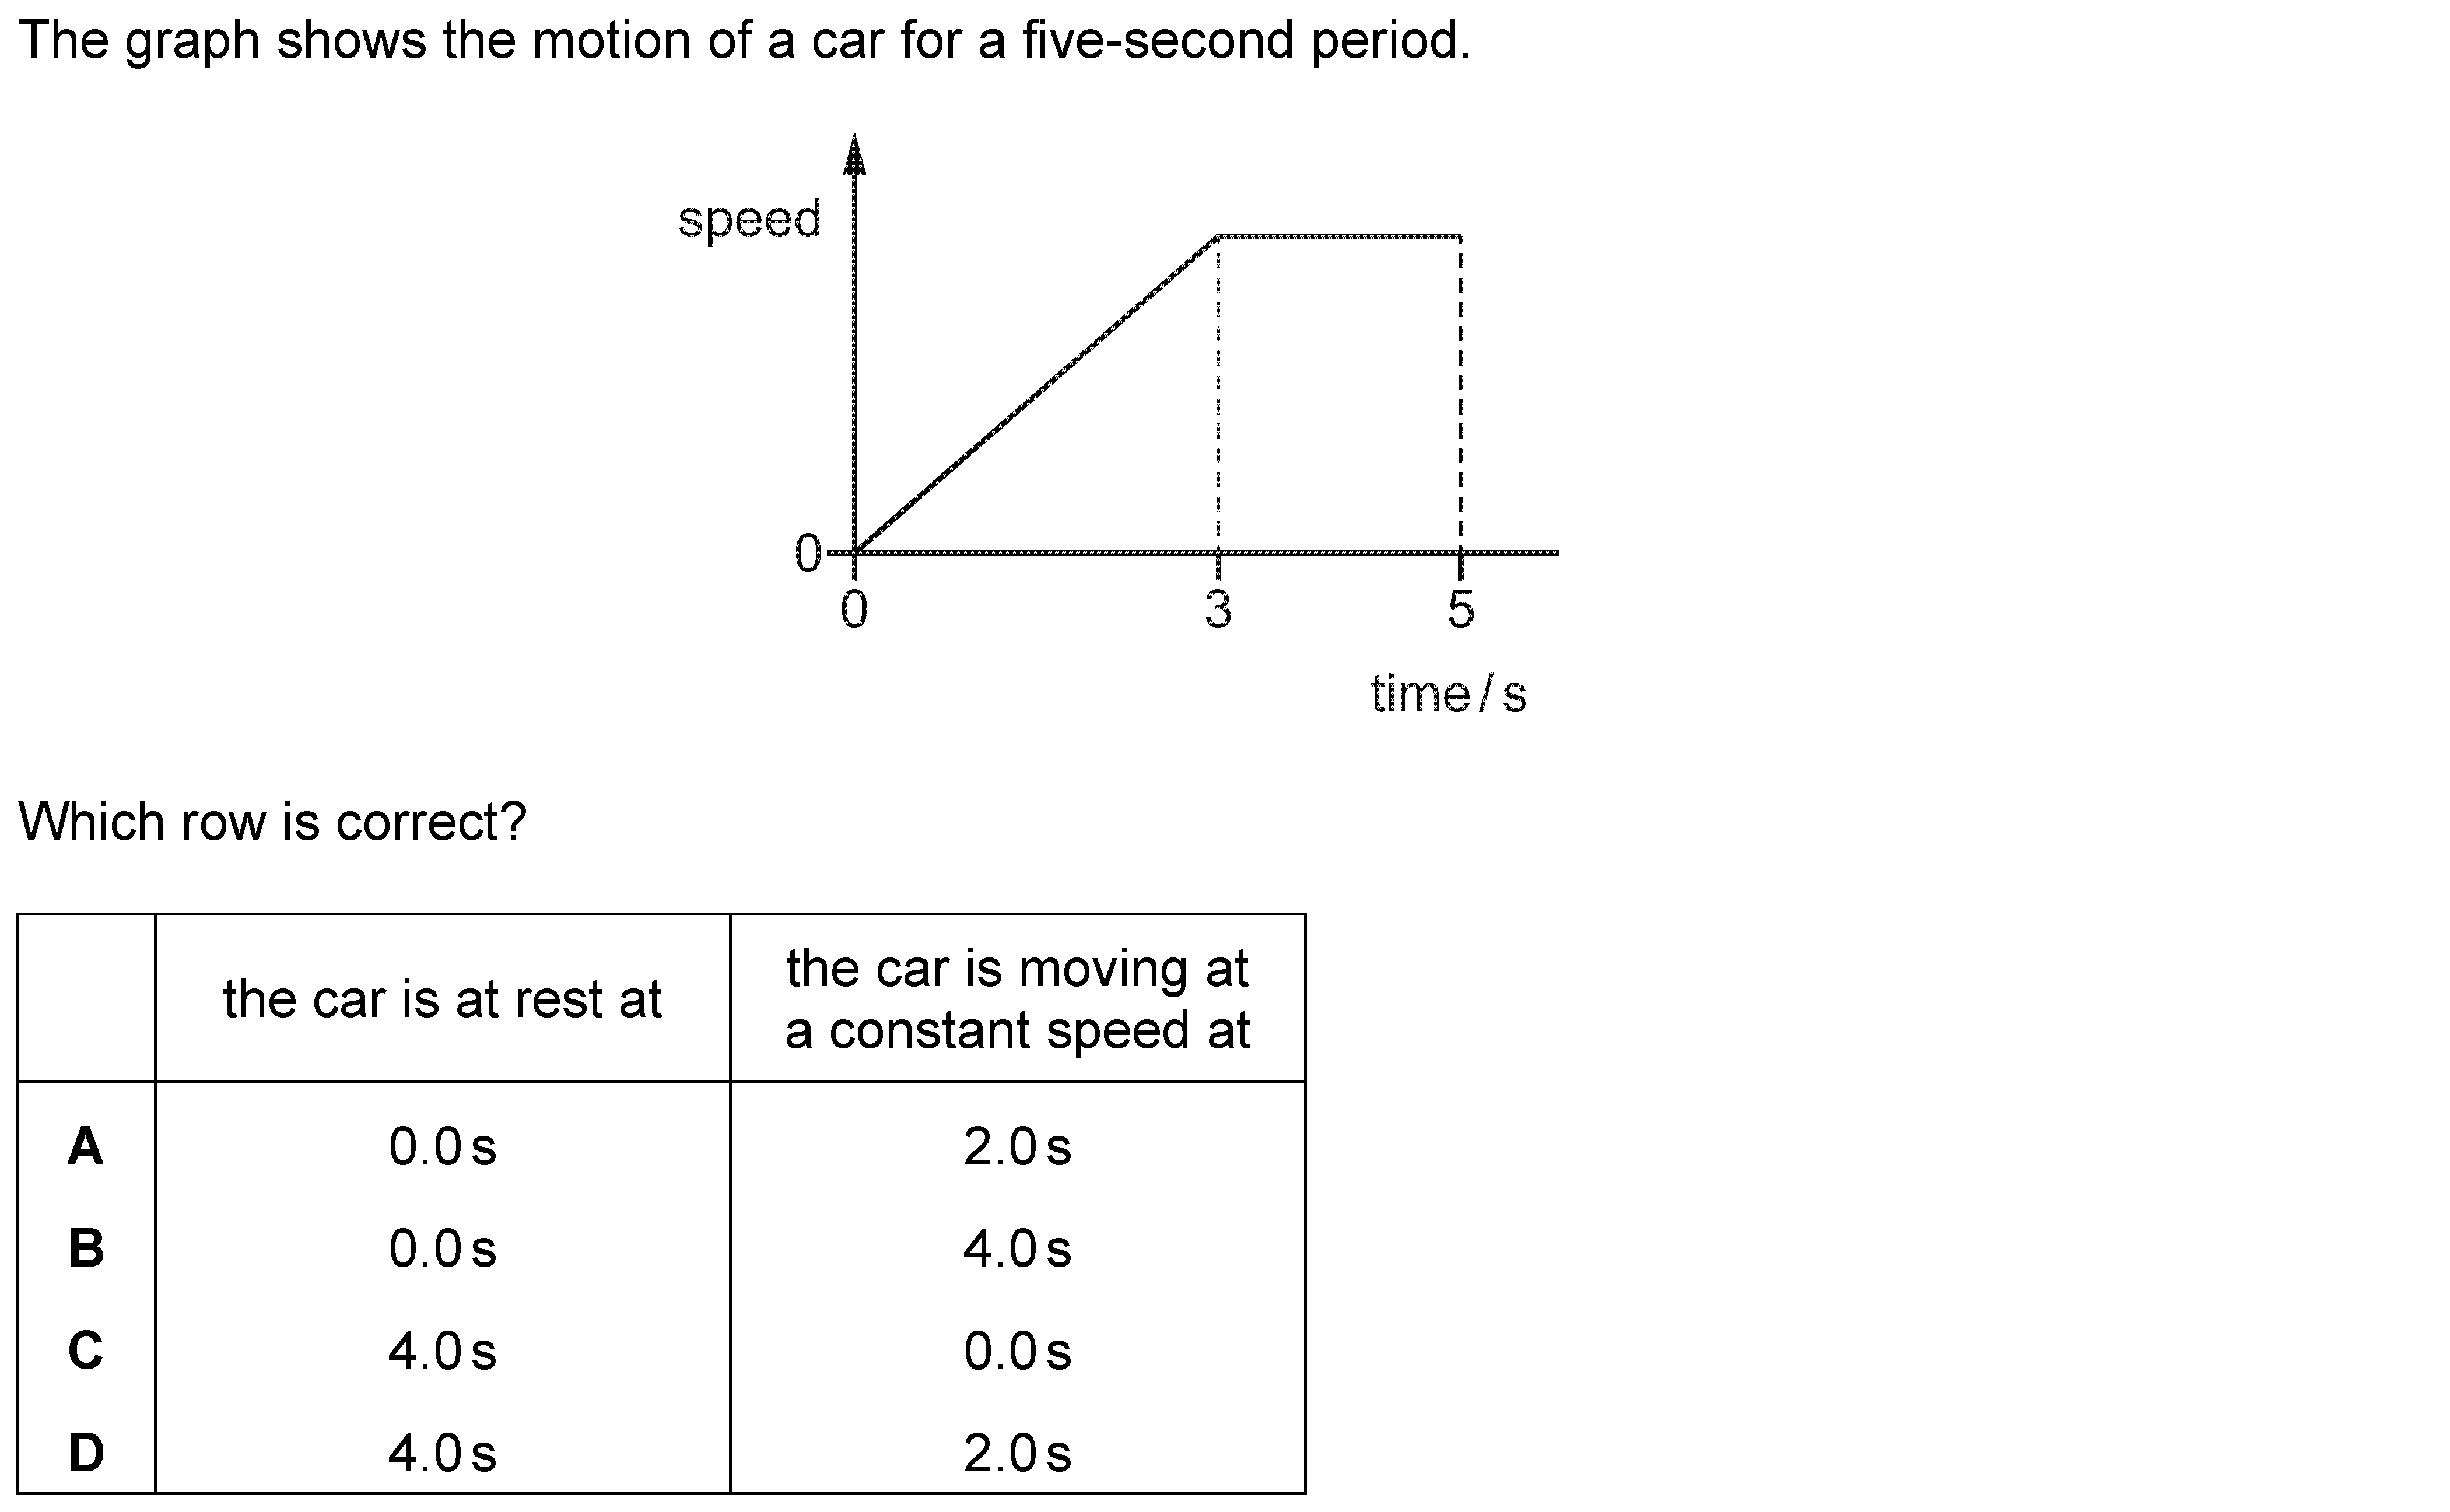 The graph shows the motion of a car for a five-second period.
speed
0
0 3 5
time / s
Which row is correct?
the car is at rest at
the car is moving at
a constant speed at
A 0.0 s 2.0 s
B 0.0 s 4.0 s
C 4.0 s 0.0 s
D 4.0 s 2.0 s